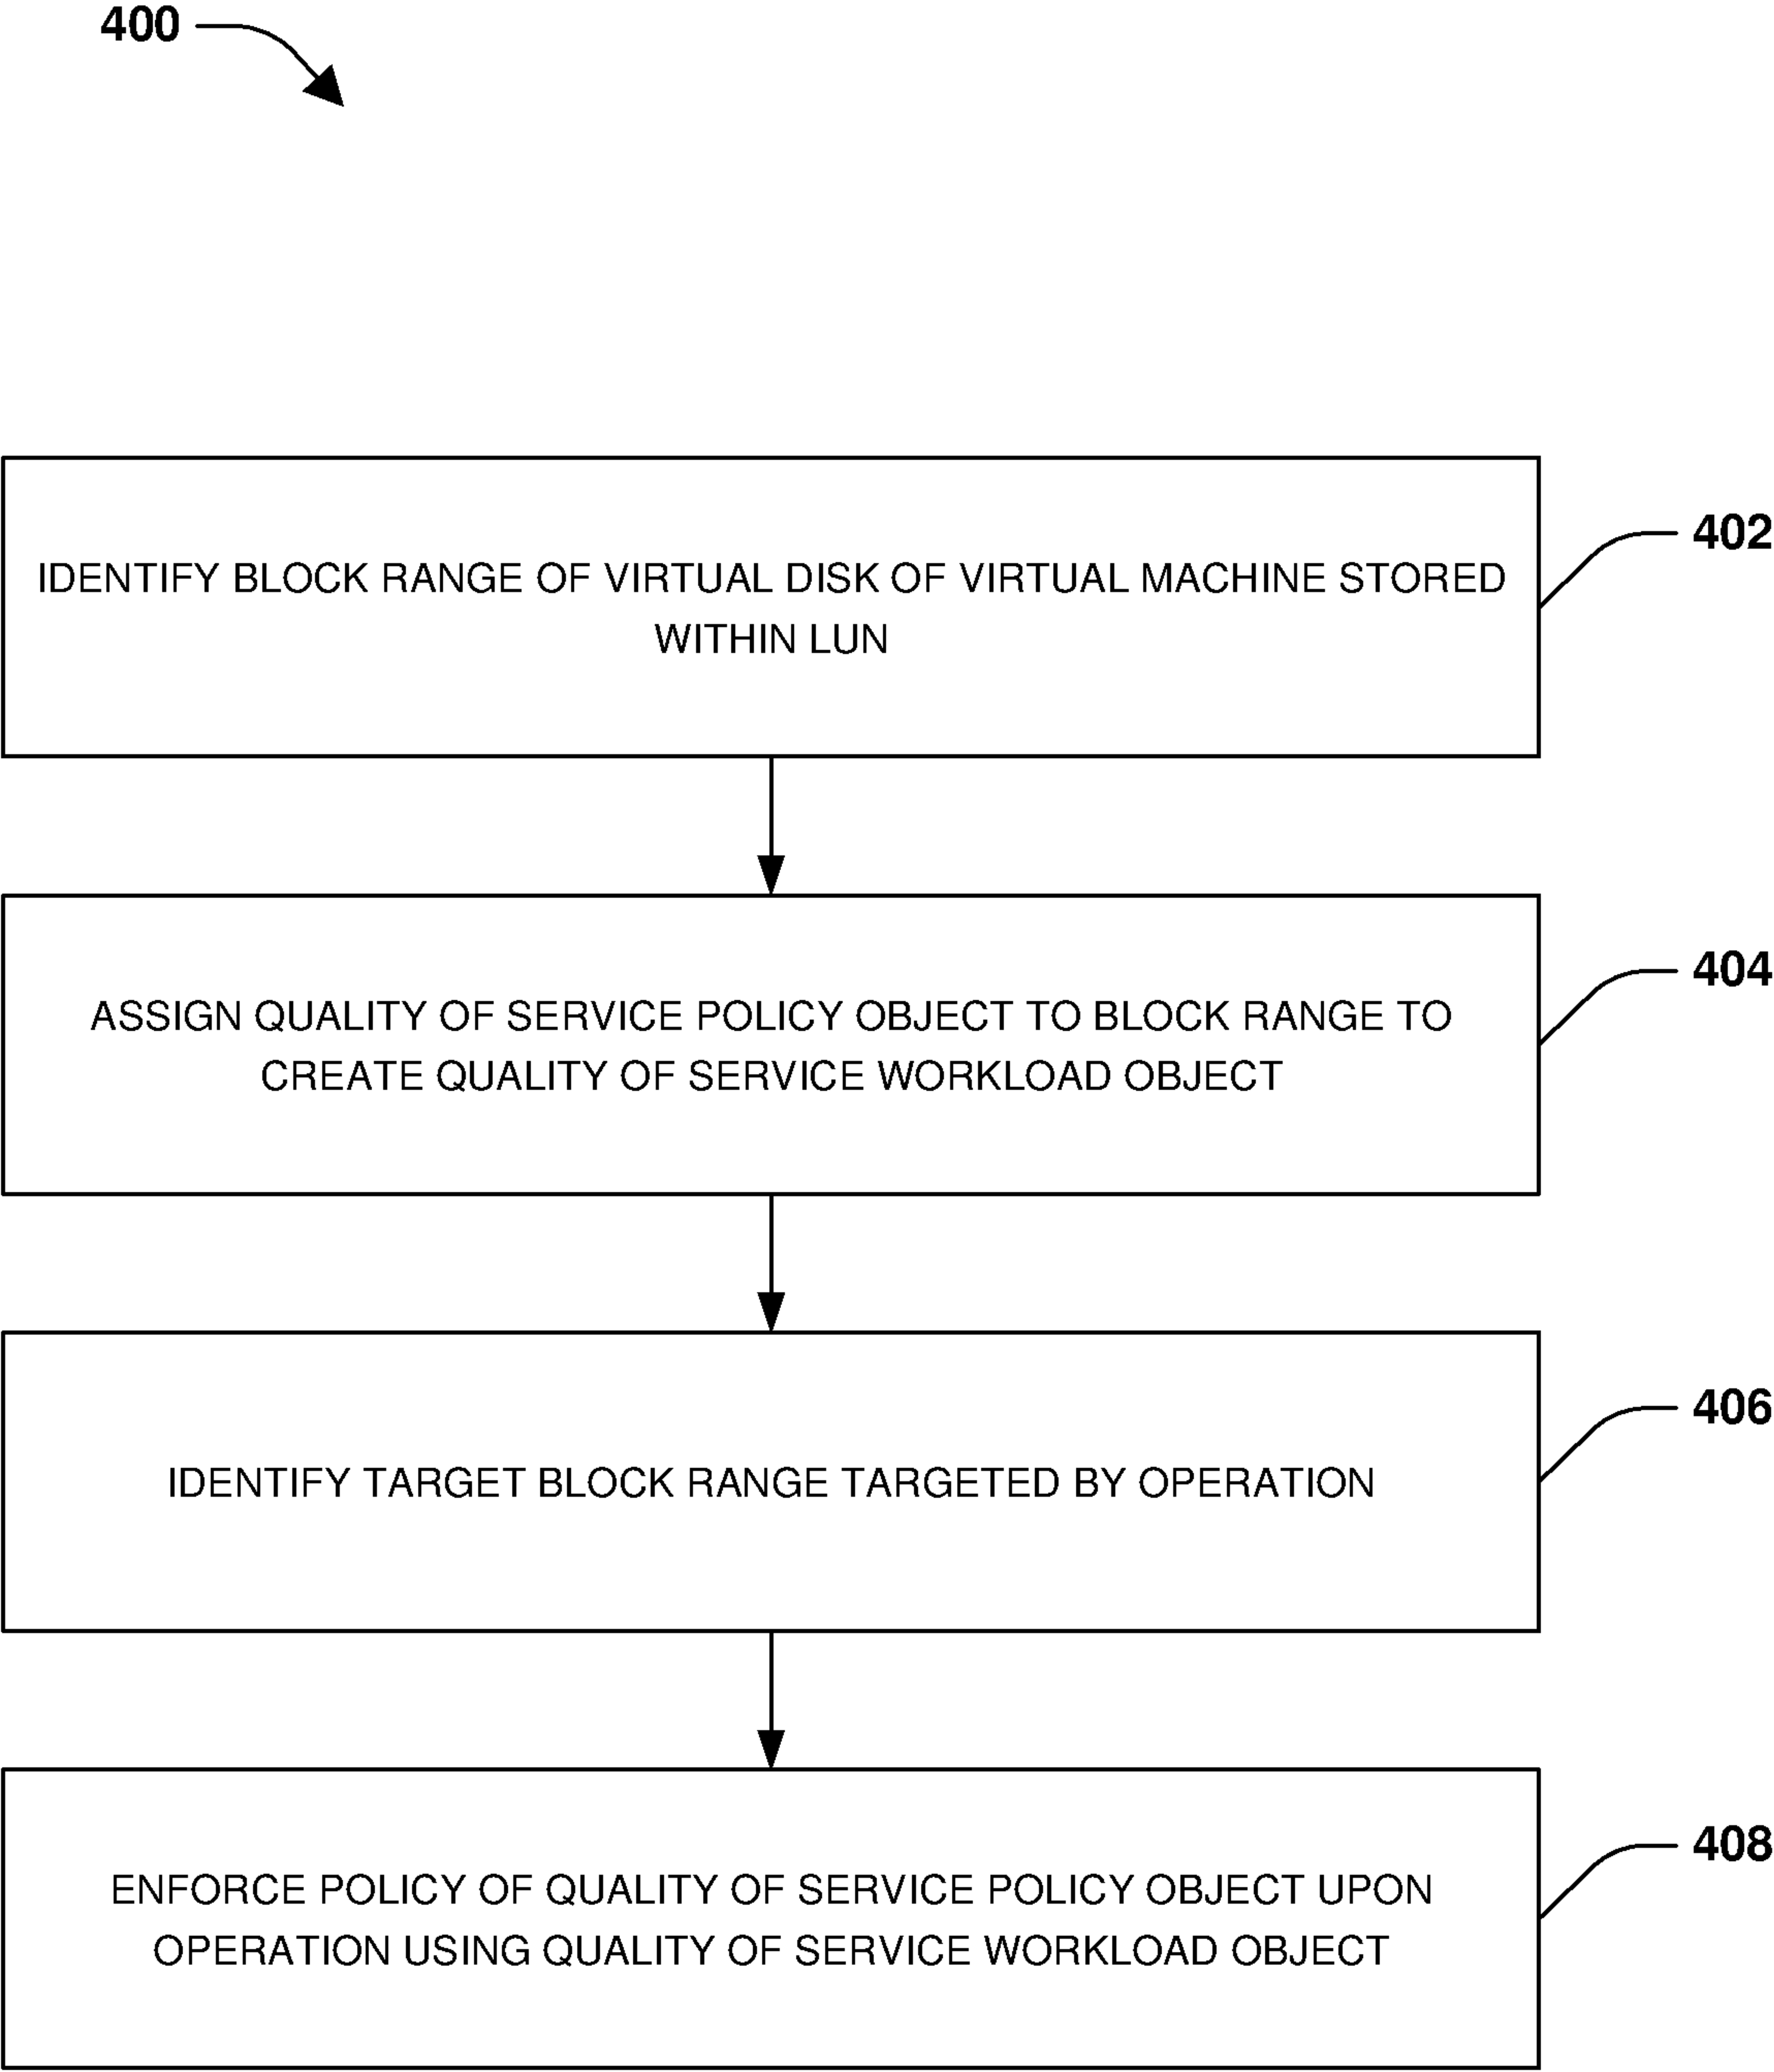 400
IDENTIFY BLOCK RANGE OF VIRTUAL DISK OF VIRTUAL MACHINE STORED
WITHIN LUN
402
ASSIGN QUALITY OF SERVICE POLICY OBJECT TO BLOCK RANGE TO
CREATE QUALITY OF SERVICE WORKLOAD OBJECT
404
IDENTIFY TARGET BLOCK RANGE TARGETED BY OPERATION
406
ENFORCE POLICY OF QUALITY OF SERVICE POLICY OBJECT UPON
OPERATION USING QUALITY OF SERVICE WORKLOAD OBJECT
408